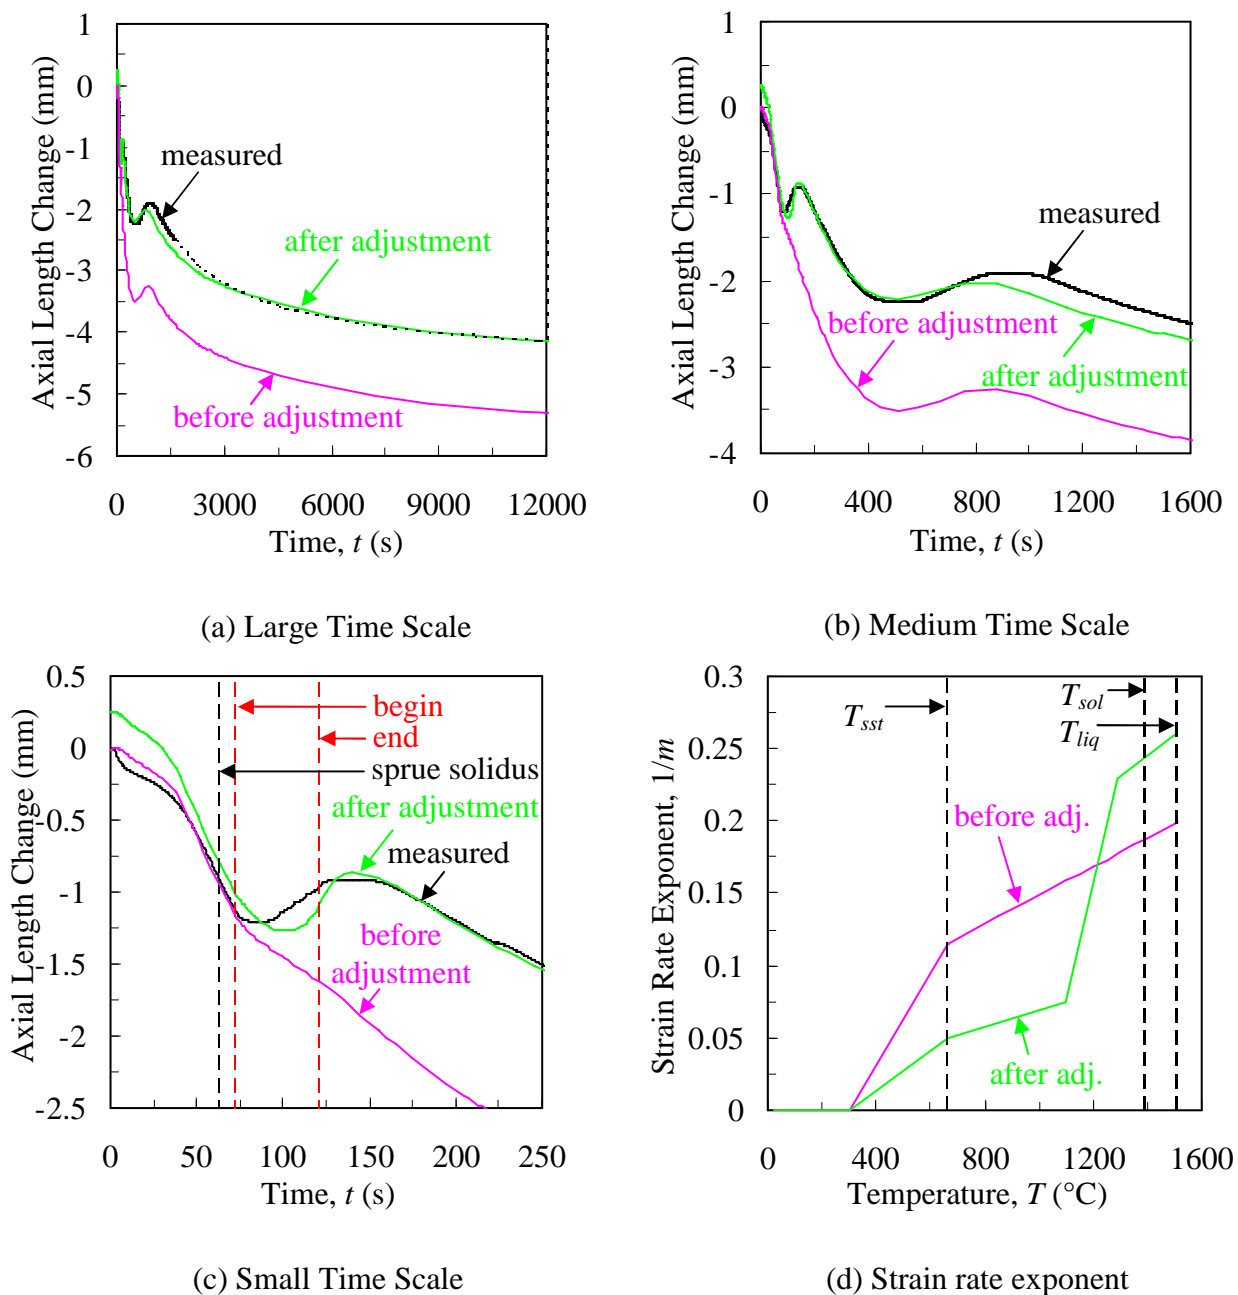 Axial Length Change (mm)
1
0
-1
-2
-3
-4
-5
-6
measured
after adjustment
before adjustment
0 3000 6000 9000 12000
Time, t (s)
(a) Large Time Scale
Axial Length Change (mm)
1
0
-1
-2
-3
-4
measured
before adjustment
after adjustment
0 400 800 1200 1600
Time, t (s)
(b) Medium Time Scale
Axial Length Change (mm)
0.5
0
-0.5
-1
-1.5
-2
-2.5
begin
end
sprue solidus
after adjustment
measured
before
adjustment
0 50 100 150 200 250
Time, t (s)
(c) Small Time Scale
Strain Rate Exponent, 1/m
0.3
0.25
0.2
0.15
0.1
0.05
0
Tsst
Tsol
Tliq
before adj.
after adj.
0 400 800 1200 1600
Temperature, T (°C)
(d) Strain rate exponent